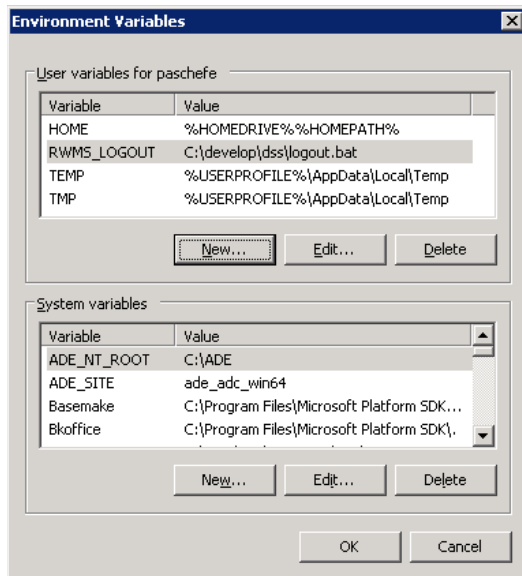 Environment Variables
User variables for paschefe
Variable Value
HOME %HOMEDRIVE%%HOMEPATH%
RWMS_LOGOUT C:\develop\dss\logout.bat
TEMP %USERPROFILE%\AppData\Local\Temp
TMP %USERPROFILE%\AppData\Local\Temp
New... Edit... Delete
System variables
Variable Value
ADE_NT_ROOT C:\ADE
ADE_SITE ade_adc_win64
Basemake C:\Program Files\Microsoft Platform SDK...
Bkoffice C:\Program Files\Microsoft Platform SDK\.
New... Edit... Delete
OK Cancel